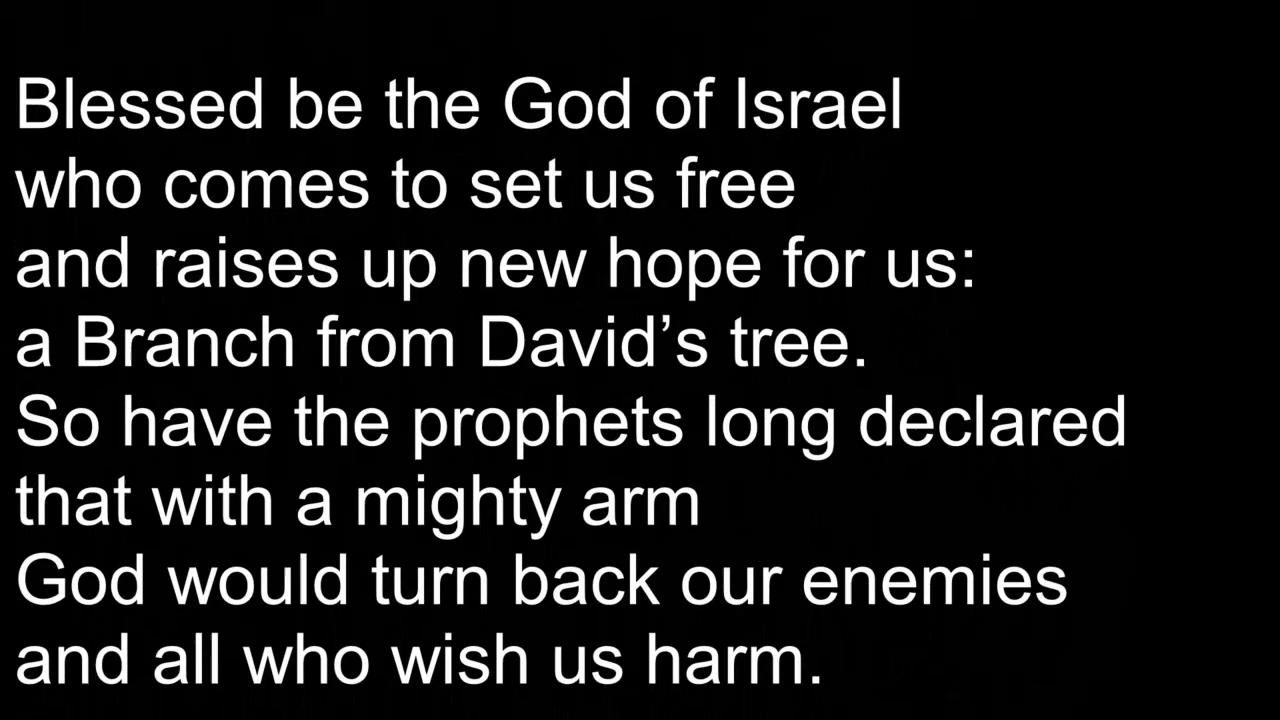 Blessed be the God of Israel
who comes to set us free
and raises up new hope for us:
a Branch from David’s tree.
So have the prophets long declared
that with a mighty arm
God would turn back our enemies
and all who wish us harm.